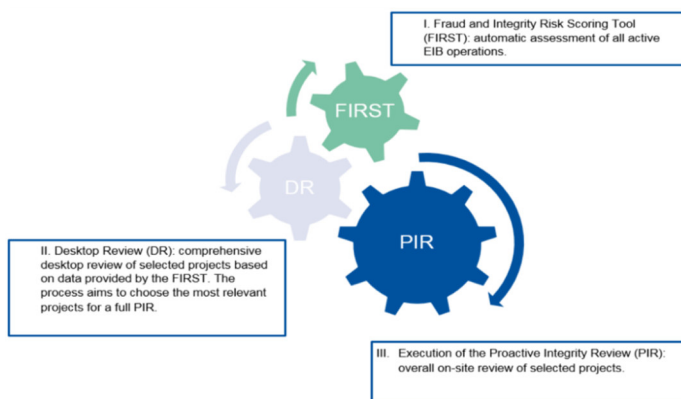 I. Fraud and Integrity Risk Scoring Tool
(FIRST): automatic assessment of all active
EIB operations.
FIRST
DR
PIR
II. Desktop Review (DR): comprehensive
desktop review of selected projects based
on data provided by the FIRST. The
process aims to choose the most relevant
projects for a full PIR.
III. Execution of the Proactive Integrity Review (PIR):
overall on-site review of selected projects.